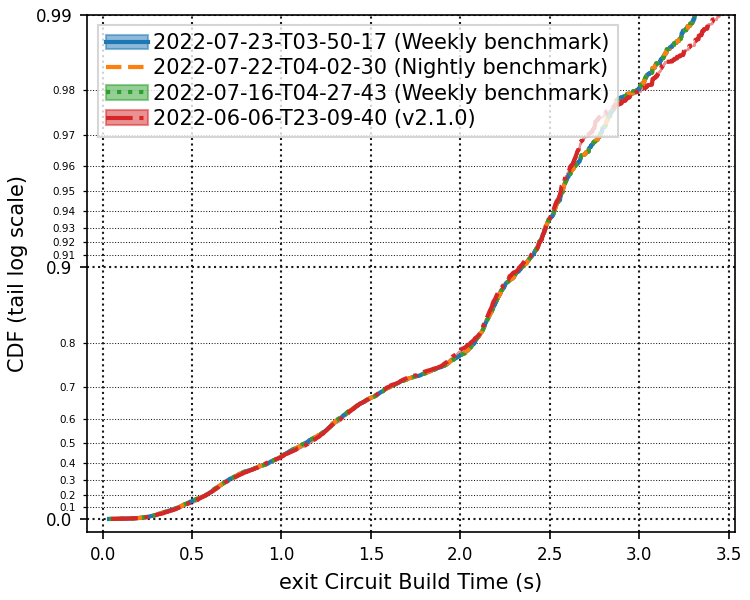 0.99
2022-07-23-T03-50-17 (Weekly benchmark)
2022-07-22-T04-02-30 (Nightly benchmark)
2022-07-16-T04-27-43 (Weekly benchmark)
2022-06-06-T23-09-40 (v2.1.0)
0.98
0.97
0.96
0.95
0.94
0.93
0.92
0.91
0.9
0.8
0.7
0.6
0.5
0.4
0.3
0.2
0.1
0.0
CDF (tail log scale)
0.0 0.5 1.0 1.5 2.0 2.5 3.0 3.5
exit Circuit Build Time (s)